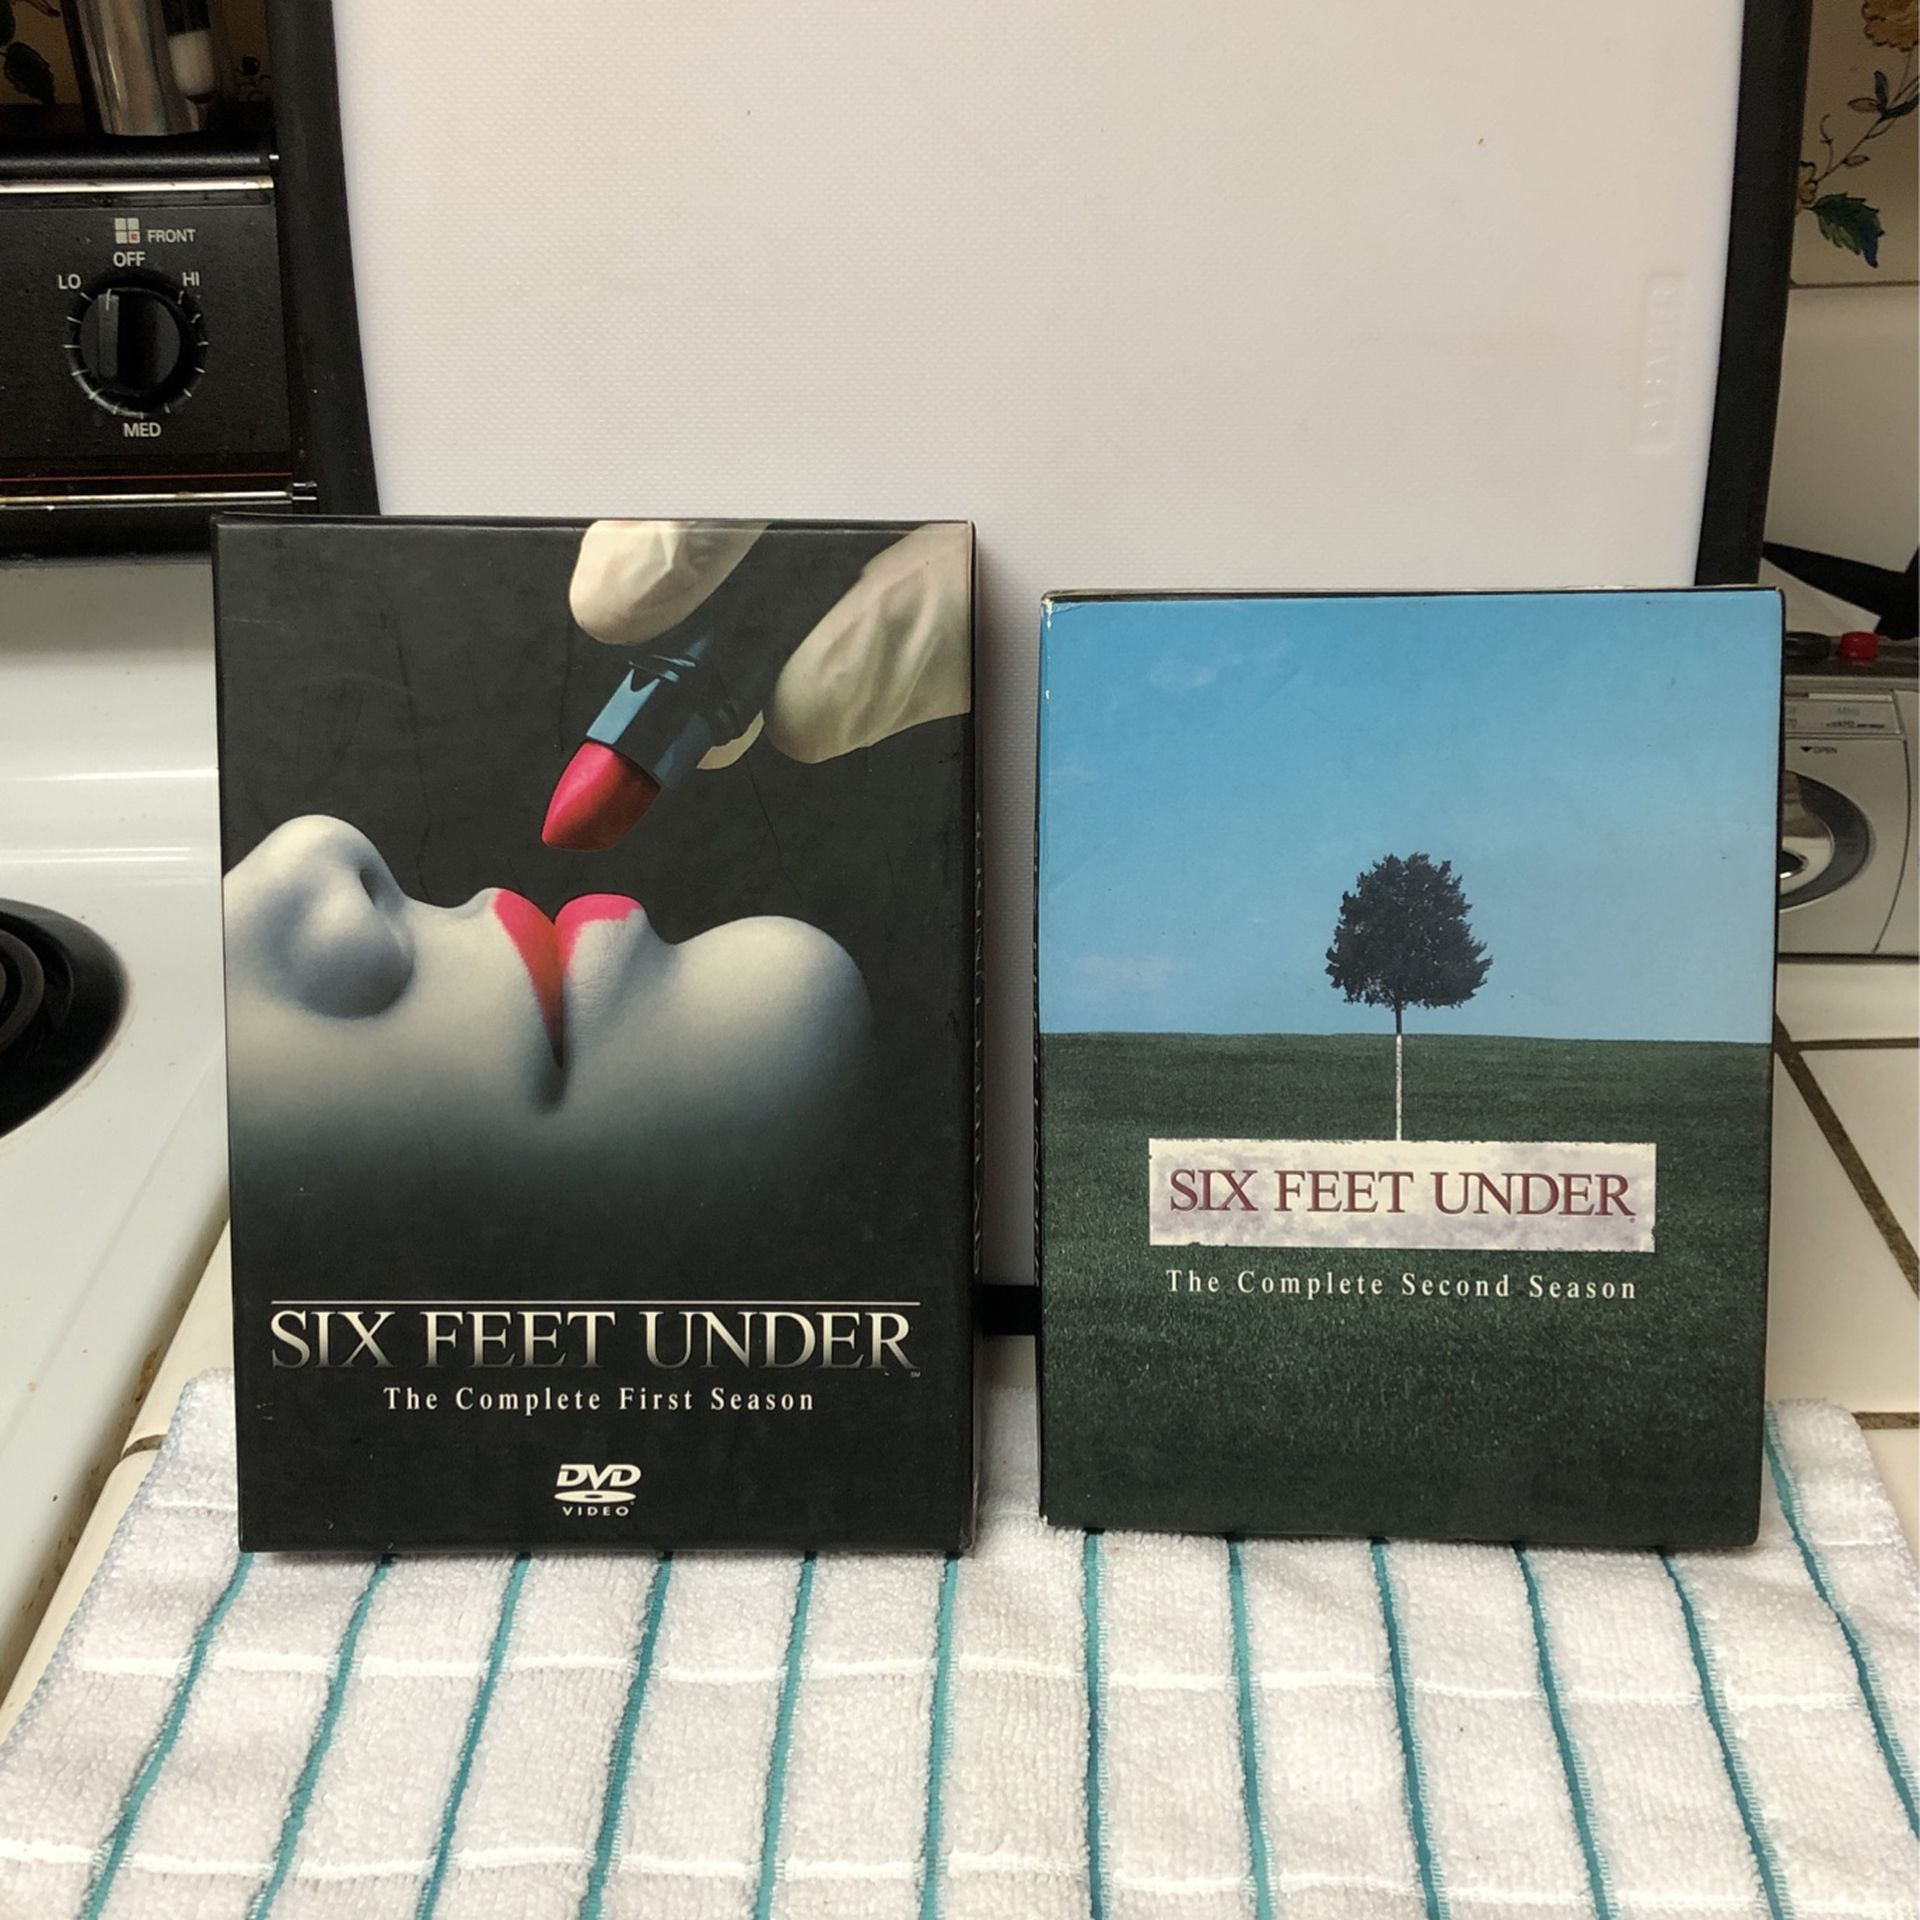 FRONT
OFF
LO HI
MED
SIX FEET UNDER
The Complete First Season
DVD
VIDEO
SIX FEET UNDER
The Complete Second Season
OPEN